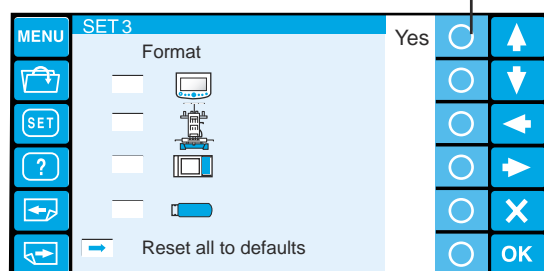 MENU
SET 3
Yes
Format
SET
?
Reset all to defaults
OK